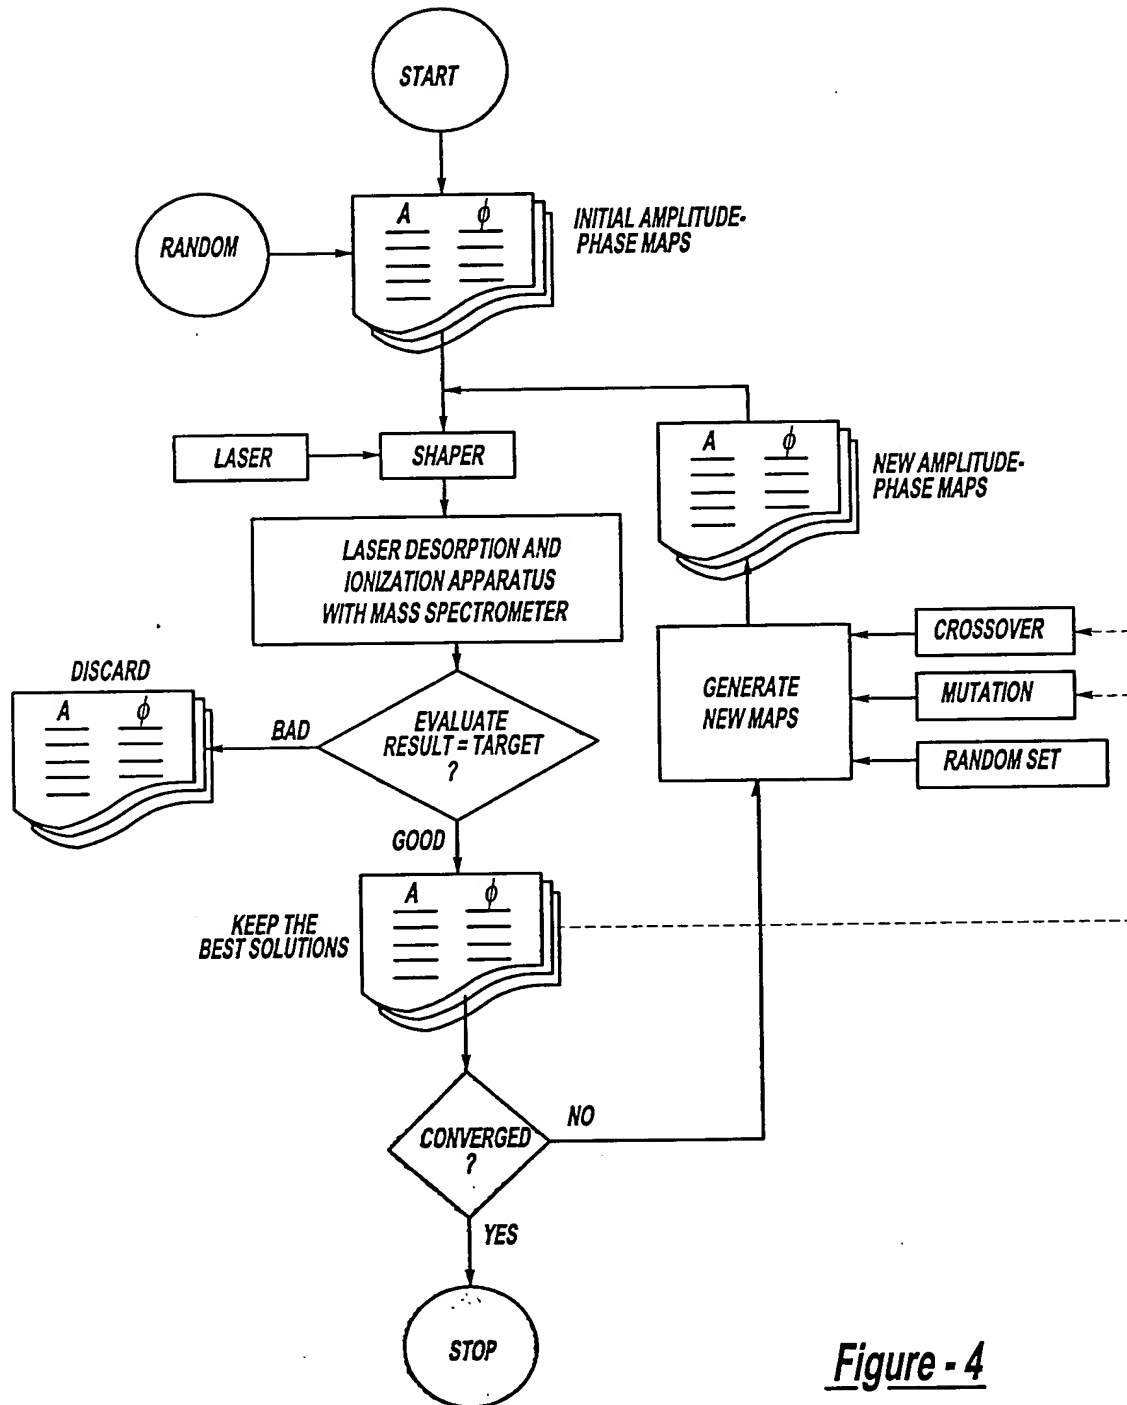 START
RANDOM
A ϕ
INITIAL AMPLITUDE-
PHASE MAPS
LASER
SHAPER
A ϕ
NEW AMPLITUDE-
PHASE MAPS
LASER DESORPTION AND
IONIZATION APPARATUS
WITH MASS SPECTROMETER
GENERATE
NEW MAPS
CROSSOVER
MUTATION
RANDOM SET
DISCARD
A ϕ
BAD
EVALUATE
RESULT = TARGET
?
GOOD
A ϕ
KEEP THE
BEST SOLUTIONS
CONVERGED
?
NO
YES
STOP
Figure - 4